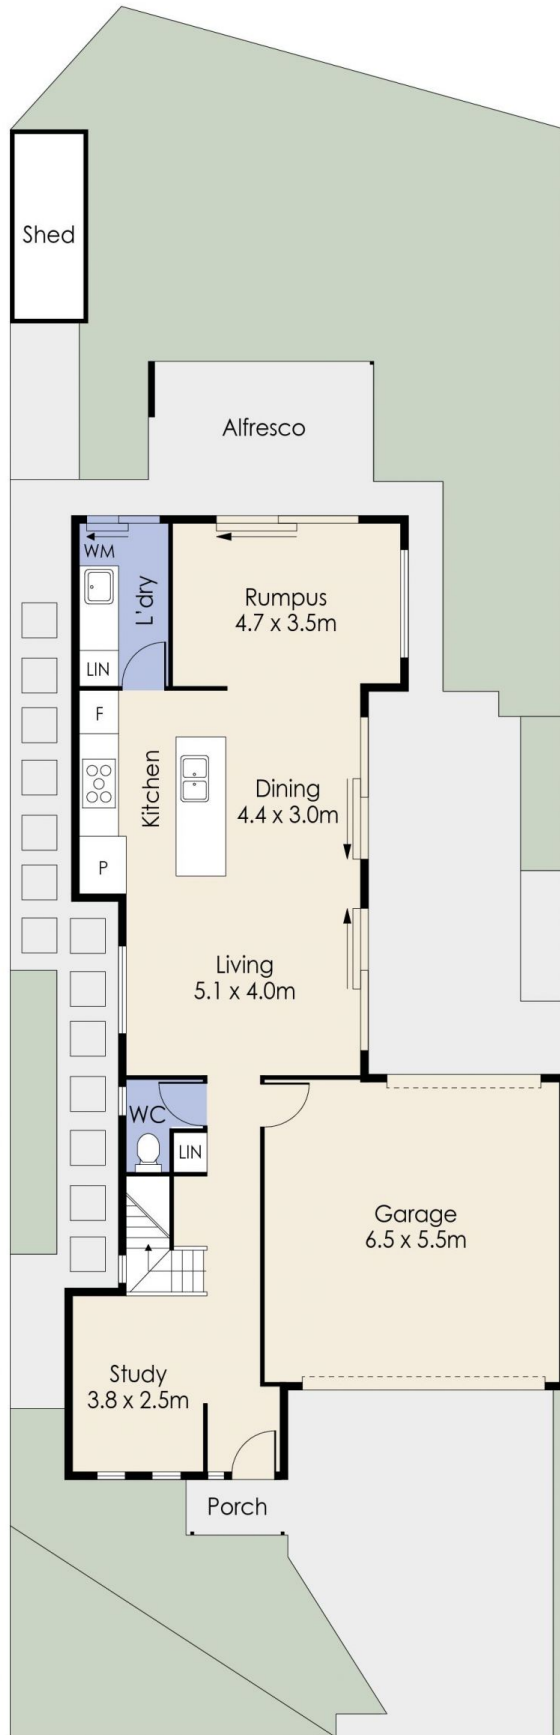 Shed
Alfresco
WM
L'dry
LIN
Rumpus
4.7 x 3.5m
F
Kitchen
P
Dining
4.4 x 3.0m
Living
5.1 x 4.0m
WC
LIN
Garage
6.5 x 5.5m
Study
3.8 x 2.5m
Porch